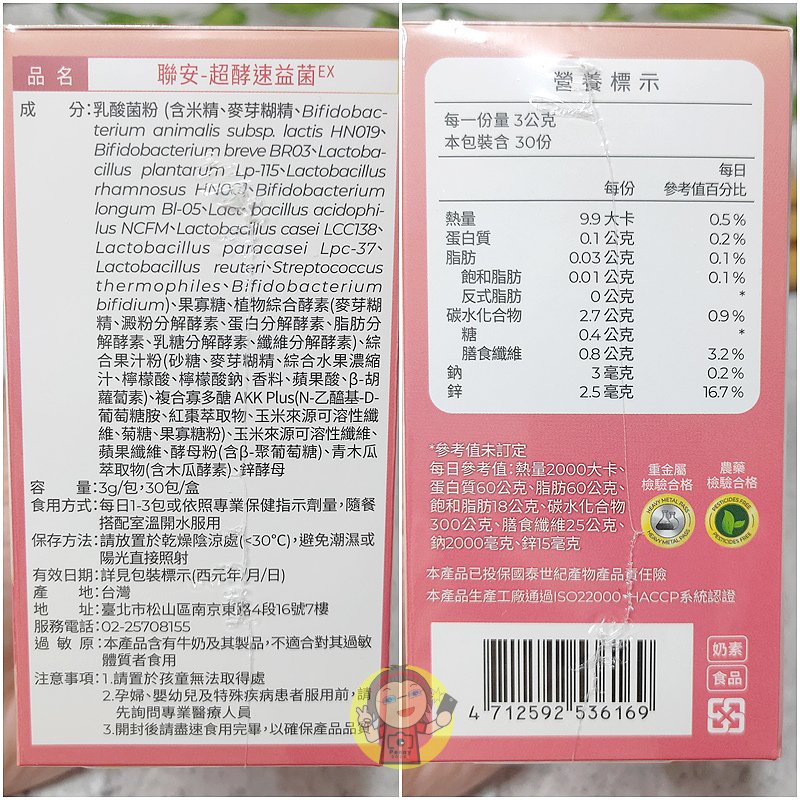 品名 聯安-超酵速益菌EX
成 分:乳酸菌粉 (含米精、麥芽糊精、Bifidobac-
terium animalis subsp. lactis HN019、
Bifidobacterium breve BR03、Lactoba-
cillus plantarum Lp-115、Lactobacillus
rhamnosus HN001、Bifidobacterium
longum Bl-05、Lactobacillus acidophi-
lus NCFM、Lactobacillus casei LCC138、
Lactobacillus paracasei Lpc-37、
Lactobacillus reuteri、Streptococcus
thermophiles、Bifidobacterium
bifidium)、果寡糖、植物綜合酵素(麥芽糊
精、澱粉分解酵素、蛋白分解酵素、脂肪分
解酵素、乳糖分解酵素、纖維分解酵素)、綜
合果汁粉(砂糖、麥芽糊精、綜合水果濃縮
汁、檸檬酸、檸檬酸鈉、香料、蘋果酸、β-胡
蘿蔔素)、複合寡多醣 AKK Plus(N-乙醯基-D-
葡萄糖胺、紅棗萃取物、玉米來源可溶性纖
維、菊糖、果寡糖粉)、玉米來源可溶性纖維、
蘋果纖維、酵母粉(含β-聚葡萄糖)、青木瓜
萃取物(含木瓜酵素)、鋅酵母
容 量:3g/包,30包/盒
食用方式:每日1-3包或依照專業保健指示劑量,隨餐
搭配室溫開水服用
保存方法:請放置於乾燥陰涼處(<30°C),避免潮濕或
陽光直接照射
有效日期:詳見包裝標示(西元年/月/日)
產 地:台灣
地 址:臺北市松山區南京東路4段16號7樓
服務電話:02-25708155
過 敏 原:本產品含有牛奶及其製品,不適合對其過敏
體質者食用
注意事項:1.請置於孩童無法取得處
2.孕婦、嬰幼兒及特殊疾病患者服用前,請
先詢問專業醫療人員
3.開封後請盡速食用完畢,以確保產品品質
營養標示
每一份量 3公克
本包裝含 30份
每份 每日參考值百分比
熱量 9.9 大卡 0.5 %
蛋白質 0.1 公克 0.2 %
脂肪 0.03 公克 0.1 %
飽和脂肪 0.01 公克 0.1 %
反式脂肪 0 公克 *
碳水化合物 2.7 公克 0.9 %
糖 0.4 公克 *
膳食纖維 0.8 公克 3.2 %
鈉 3 毫克 0.2 %
鋅 2.5 毫克 16.7 %
*參考值未訂定
每日參考值:熱量2000大卡、
蛋白質60公克、脂肪60公克、
飽和脂肪18公克、碳水化合物
300公克、膳食纖維25公克、
鈉2000毫克、鋅15毫克
重金屬
檢驗合格
HEAVY METAL PASS
HEAVY METAL PASS
農藥
檢驗合格
PESTICIDES FREE
PESTICIDES FREE
本產品已投保國泰世紀產物產品責任險
本產品生產工廠通過ISO22000、HACCP系統認證
4 712592 536169
奶素
食品